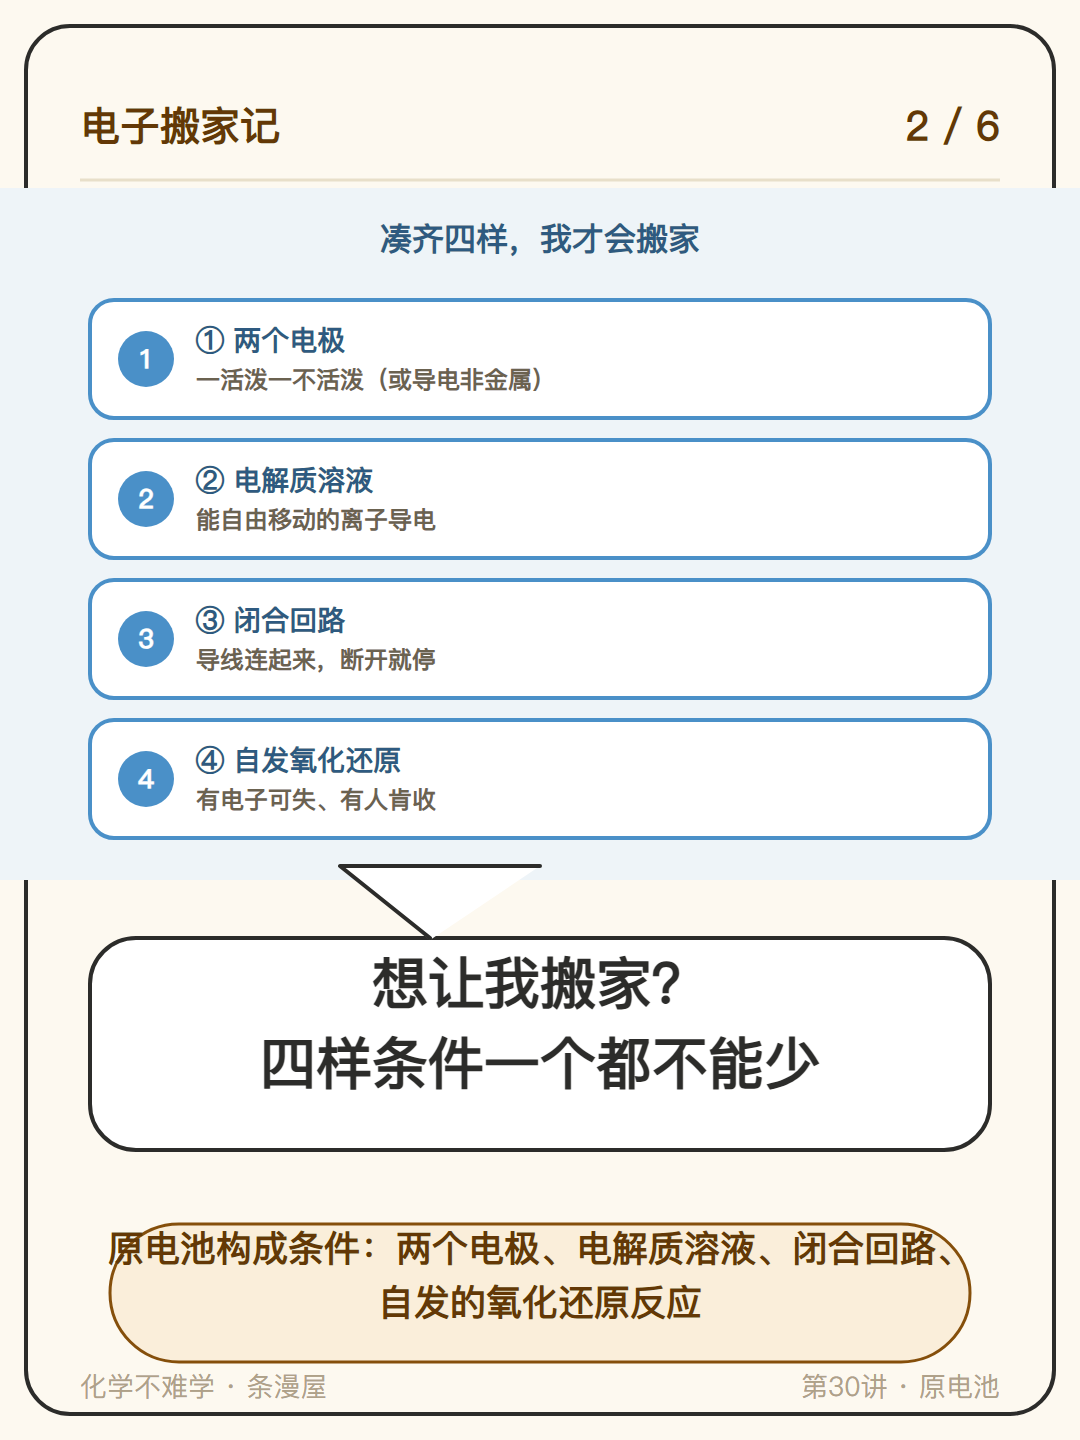 电子搬家记
2 / 6
凑齐四样，我才会搬家
1
① 两个电极
一活泼一不活泼（或导电非金属）
2
② 电解质溶液
能自由移动的离子导电
3
③ 闭合回路
导线连起来，断开就停
4
④ 自发氧化还原
有电子可失、有人肯收
想让我搬家？
四样条件一个都不能少
原电池构成条件：两个电极、电解质溶液、闭合回路、
自发的氧化还原反应
化学不难学 · 条漫屋
第30讲 · 原电池